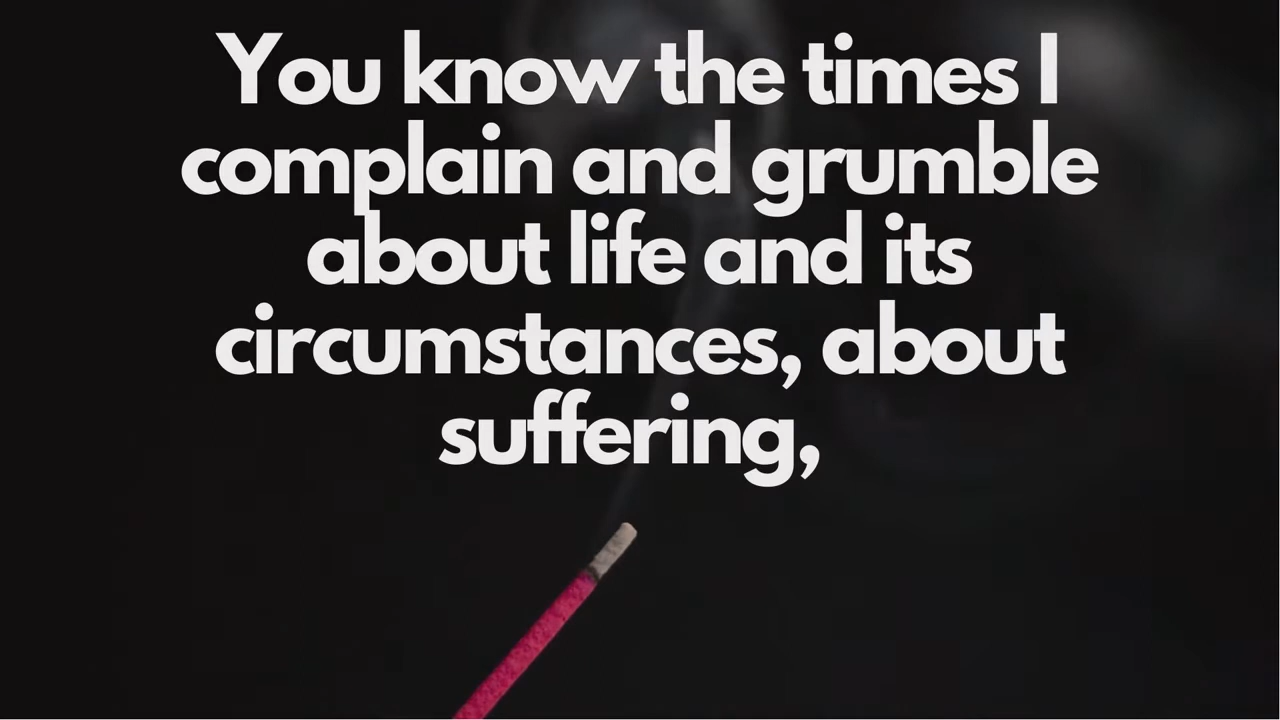 You know the times I
complain and grumble
about life and its
circumstances, about
suffering,